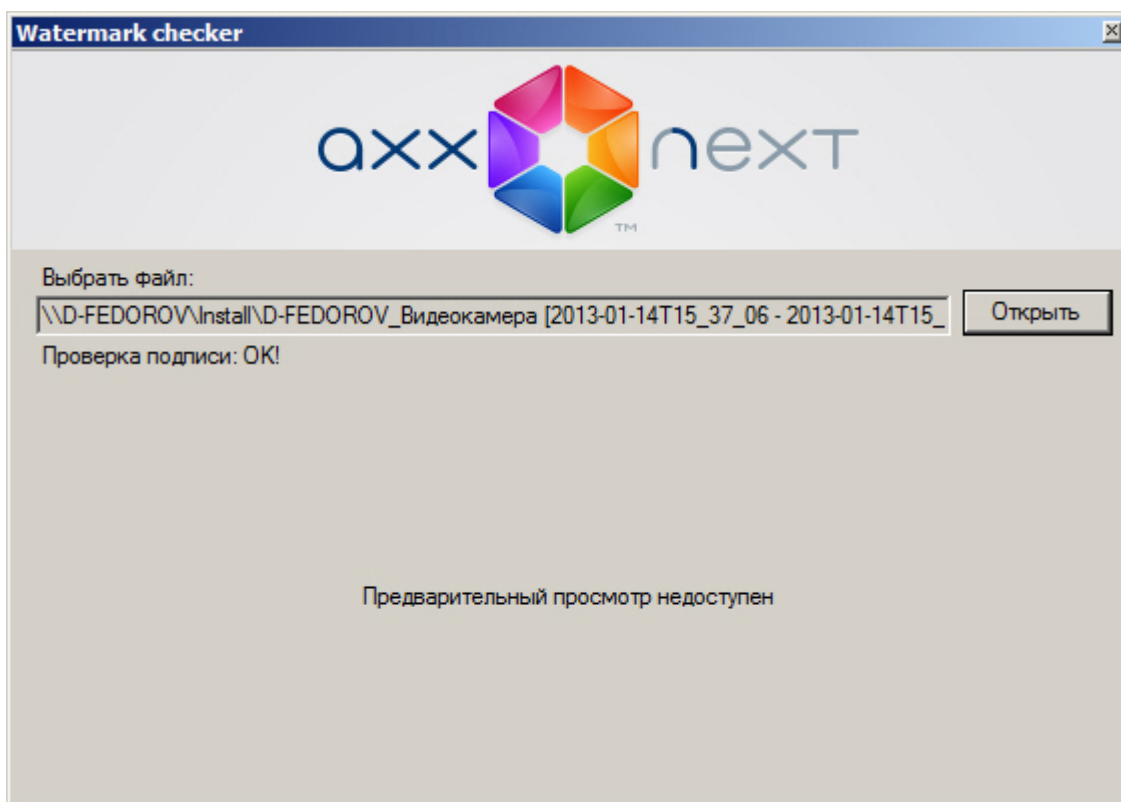 Watermark checker
axx next
TM
Выбрать файл:
\\D-FEDOROV\Install\D-FEDOROV_Видеокамера [2013-01-14T15_37_06 - 2013-01-14T15_
Открыть
Проверка подписи: OK!
Предварительный просмотр недоступен